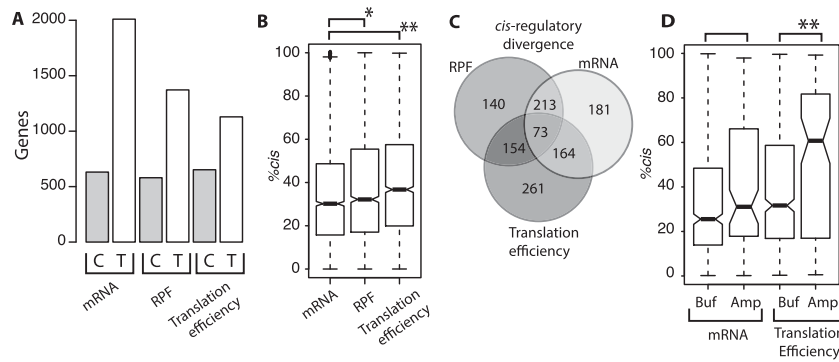 A
Genes
2000
1500
1000
500
0
C T C T C T
mRNA
RPF
Translation
efficiency
B
* 
**
%cis
100
80
60
40
20
0
mRNA
RPF
Translation
efficiency
C
cis-regulatory
divergence
RPF
mRNA
140
213
181
73
154
164
261
Translation
efficiency
D
**
%cis
100
80
60
40
20
0
Buf Amp Buf Amp
mRNA
Translation
Efficiency